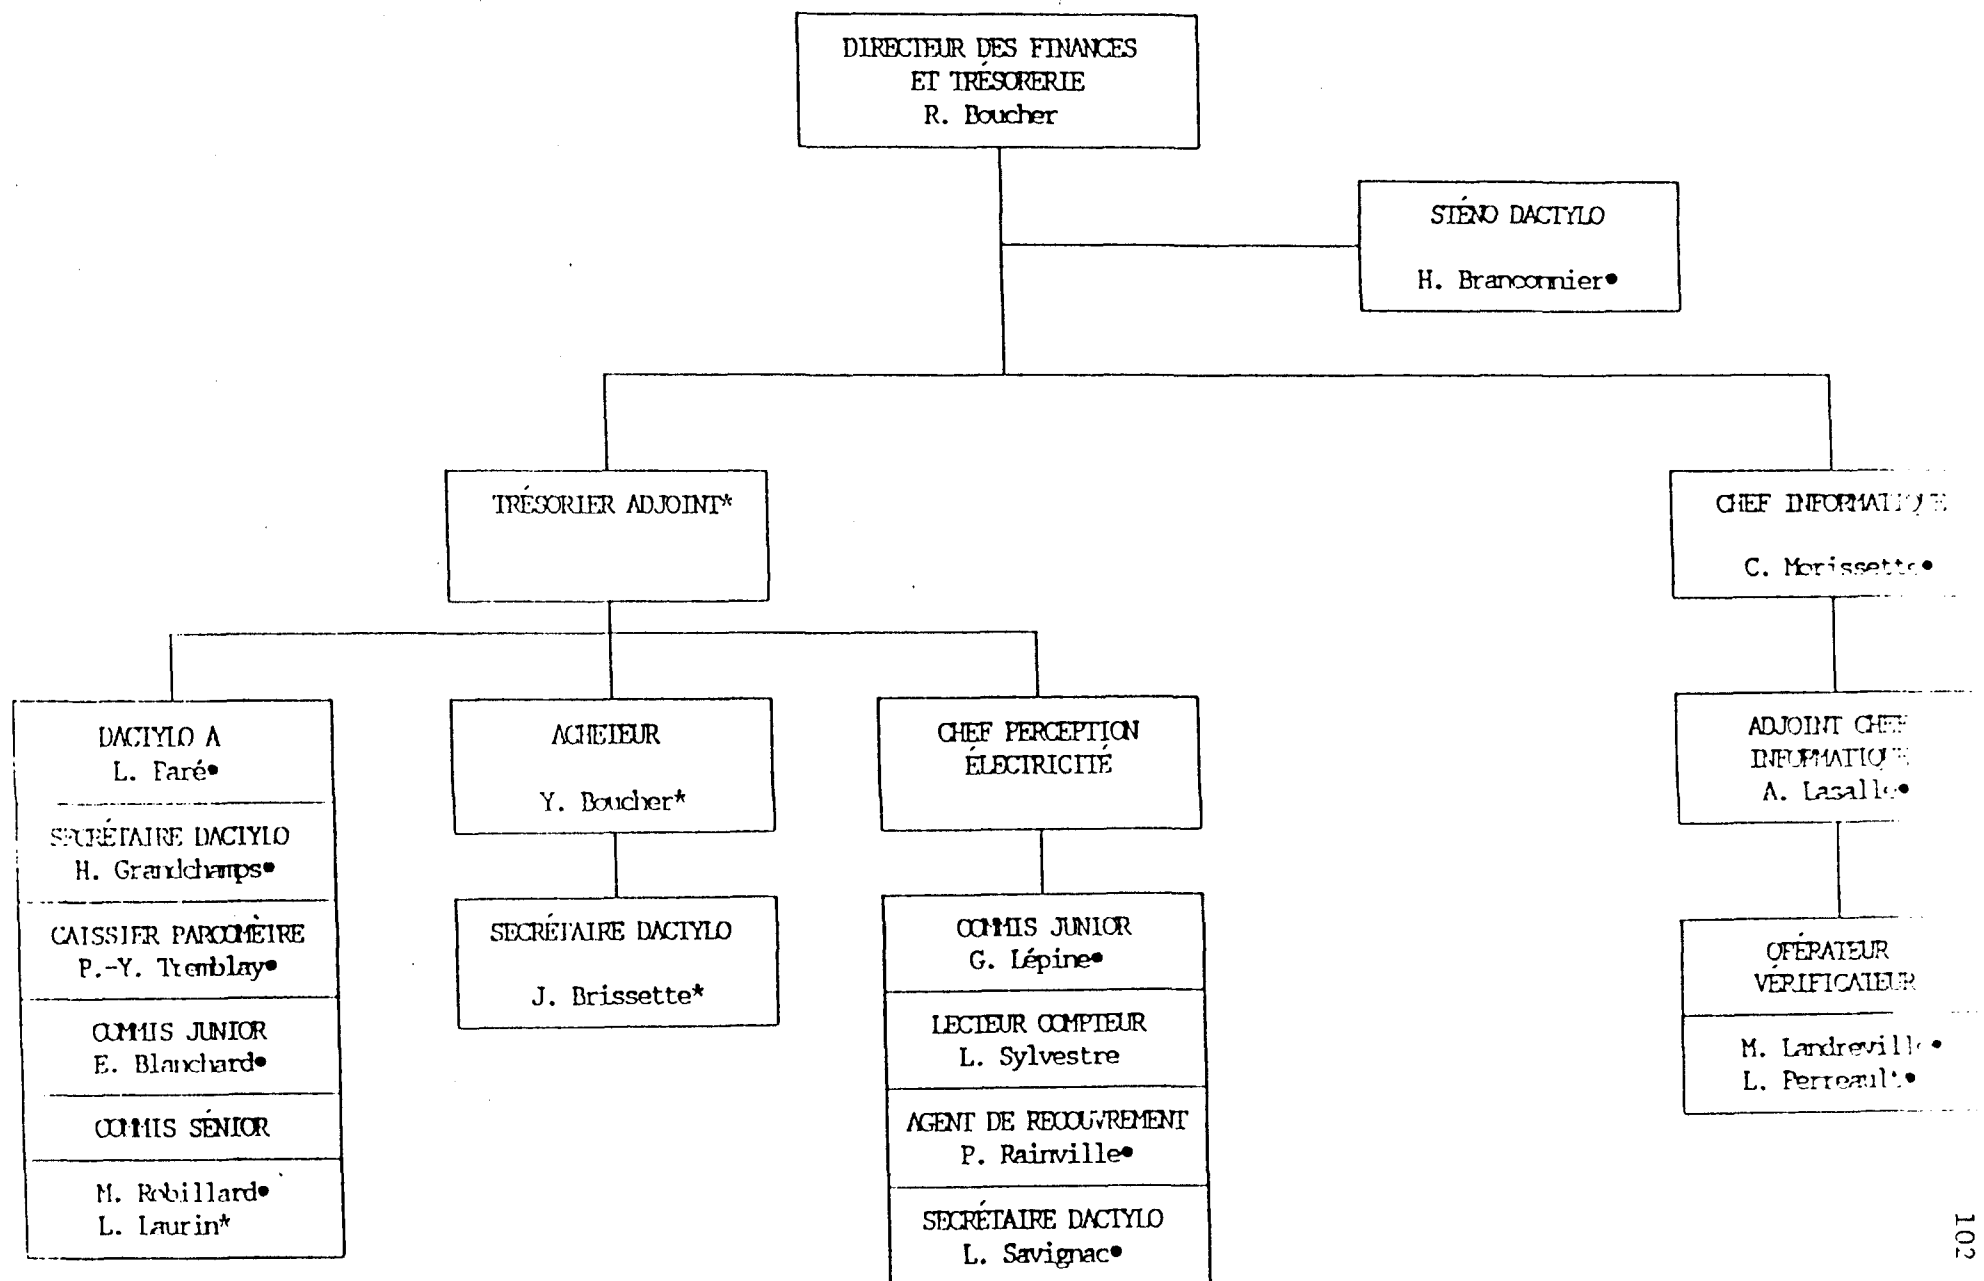 DIRECTEUR DES FINANCES
ET TRÉSORERIE
R. Boucher
STÉNO DACTYLO
H. Branconnier•
TRÉSORIER ADJOINT*
CHEF INFORMATIQUE
C. Morissette•
DACTYLO A
L. Paré•
SECRÉTAIRE DACTYLO
H. Grandchamps•
CAISSIER PARCOMÈTRE
P.-Y. Tremblay•
COMMIS JUNIOR
E. Blanchard•
COMMIS SÉNIOR
M. Robillard•
L. Laurin*
ACHETEUR
Y. Boucher*
SECRÉTAIRE DACTYLO
J. Brissette*
CHEF PERCEPTION
ÉLECTRICITÉ
COMMIS JUNIOR
G. Lépine•
LECTEUR COMPTEUR
L. Sylvestre
AGENT DE RECOUVREMENT
P. Rainville•
SECRÉTAIRE DACTYLO
L. Savignac•
ADJOINT CHEF
INFORMATIQUE
A. Lasalle•
OPÉRATEUR
VÉRIFICATEUR
M. Landreville•
L. Perreault•
102